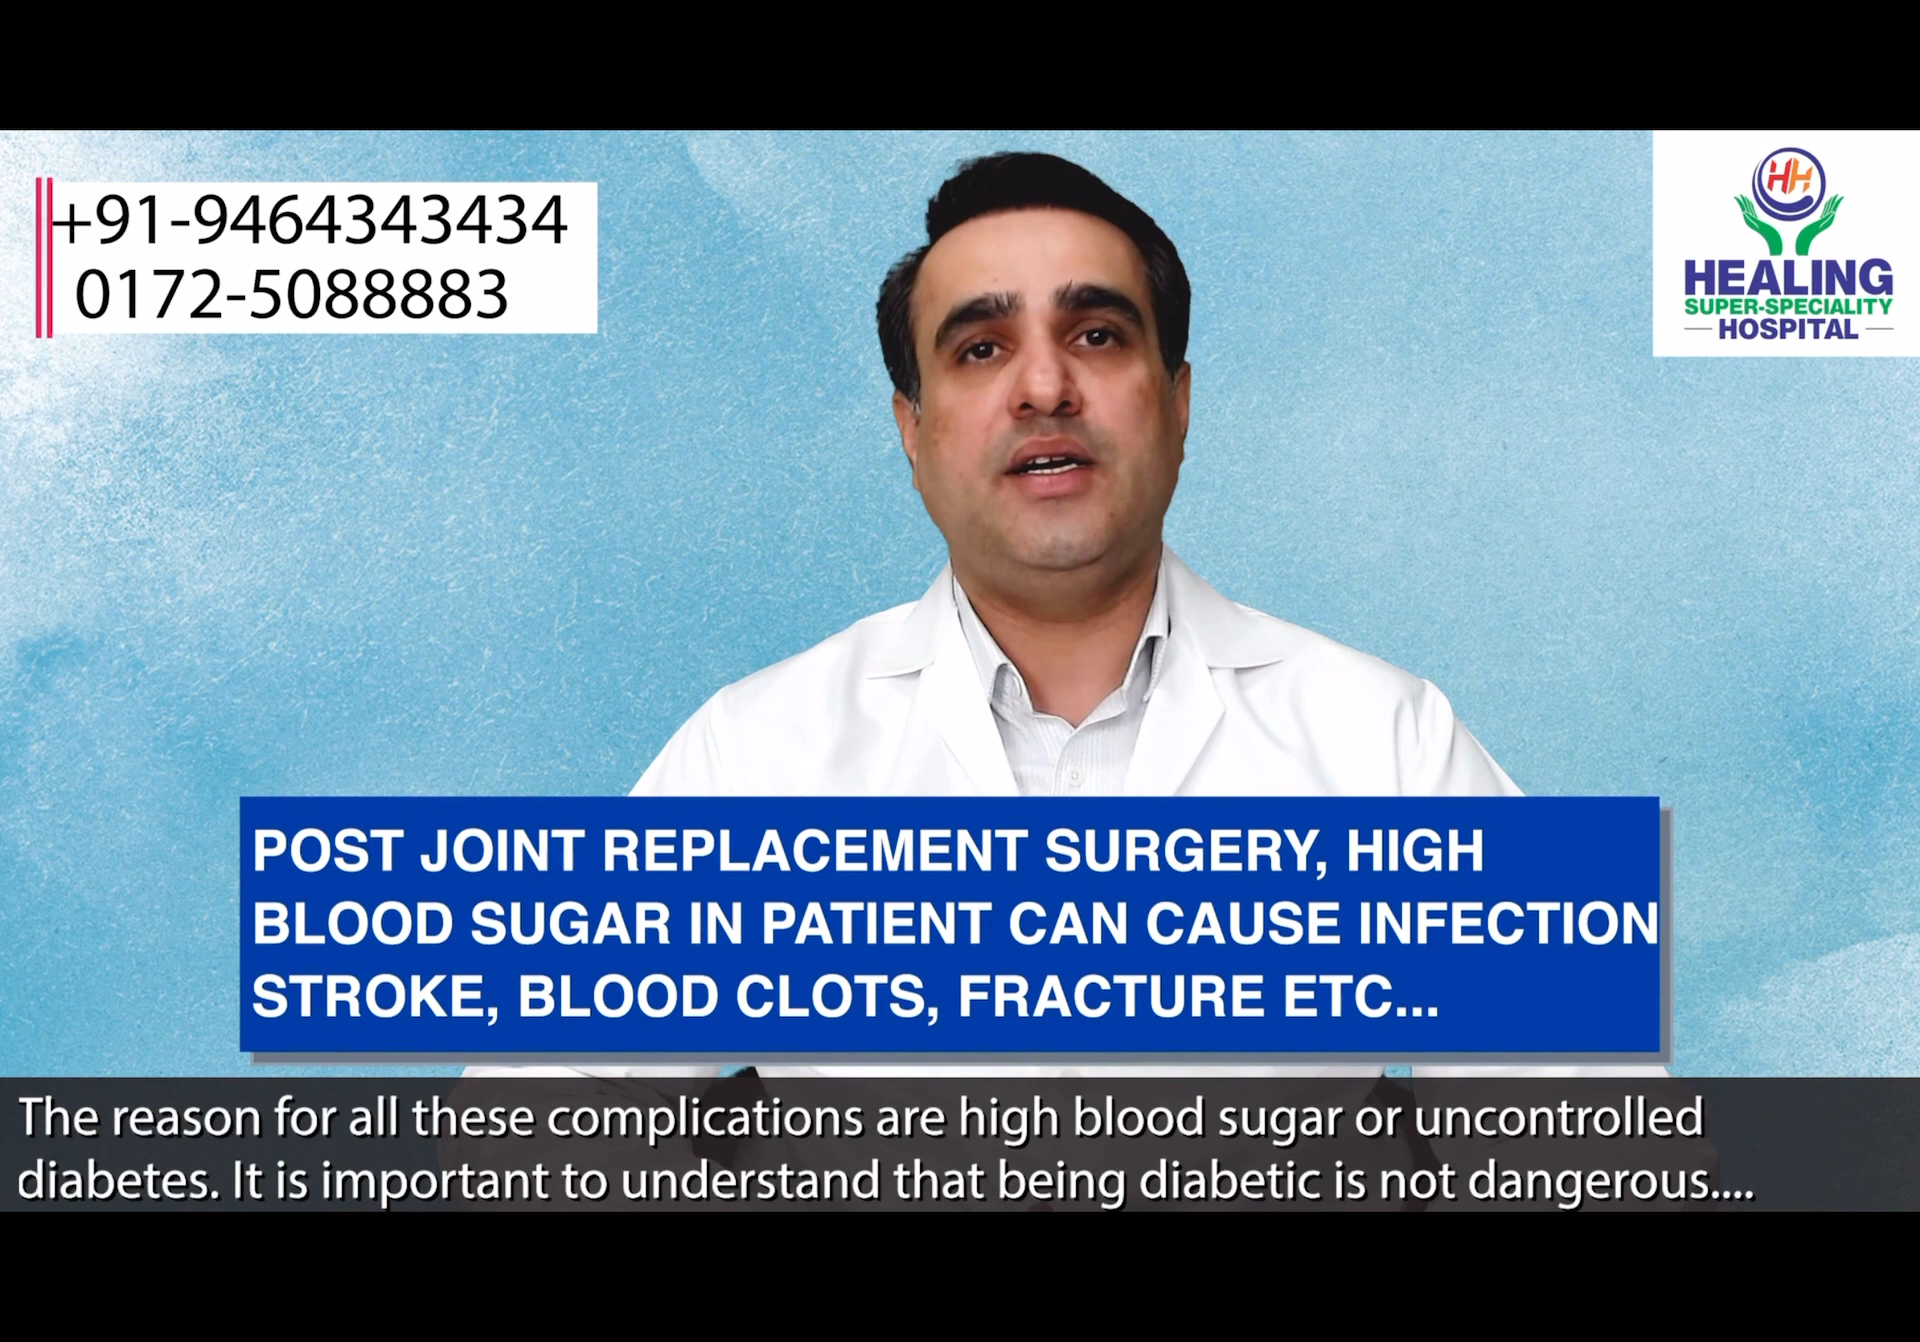 +91-9464343434
0172-5088883
HH
HEALING
SUPER-SPECIALITY
HOSPITAL
POST JOINT REPLACEMENT SURGERY, HIGH
BLOOD SUGAR IN PATIENT CAN CAUSE INFECTION
STROKE, BLOOD CLOTS, FRACTURE ETC...
The reason for all these complications are high blood sugar or uncontrolled
diabetes. It is important to understand that being diabetic is not dangerous....